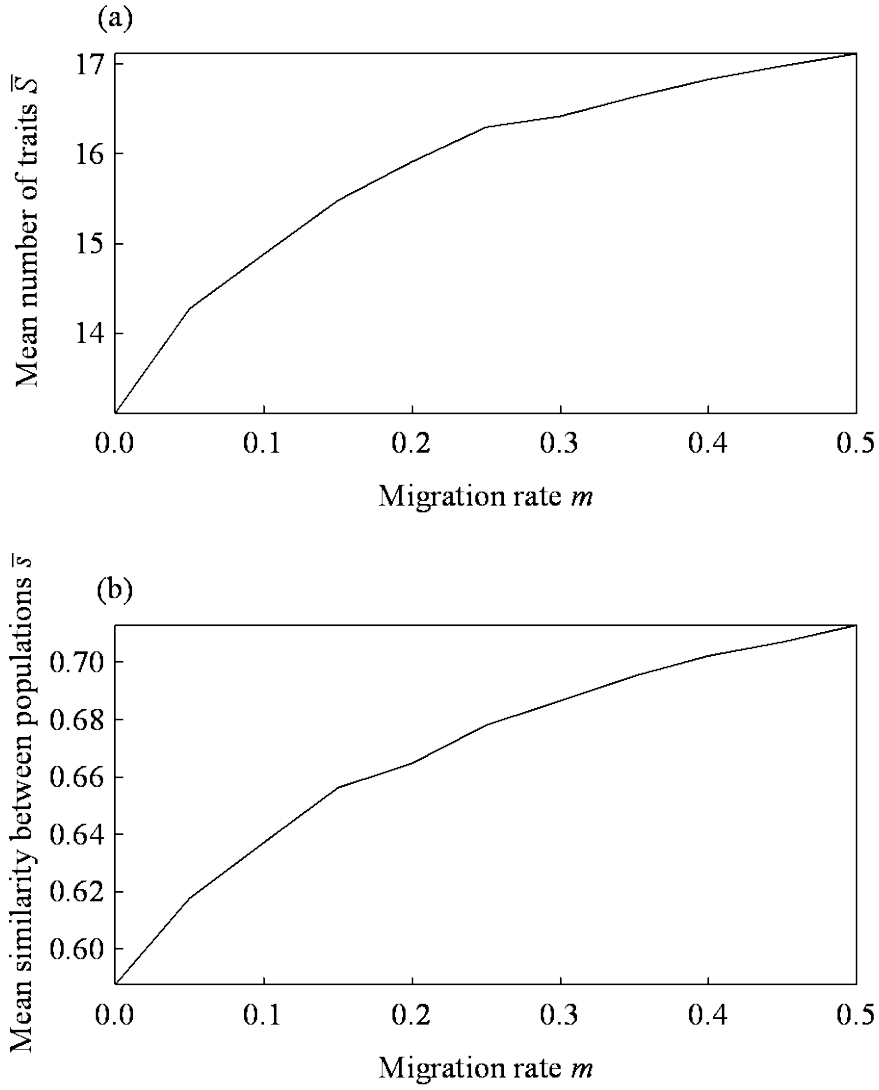 (a)
Mean number of traits S̅
17
16
15
14
0.0 0.1 0.2 0.3 0.4 0.5
Migration rate m
(b)
Mean similarity between populations s̅
0.70
0.68
0.66
0.64
0.62
0.60
0.0 0.1 0.2 0.3 0.4 0.5
Migration rate m